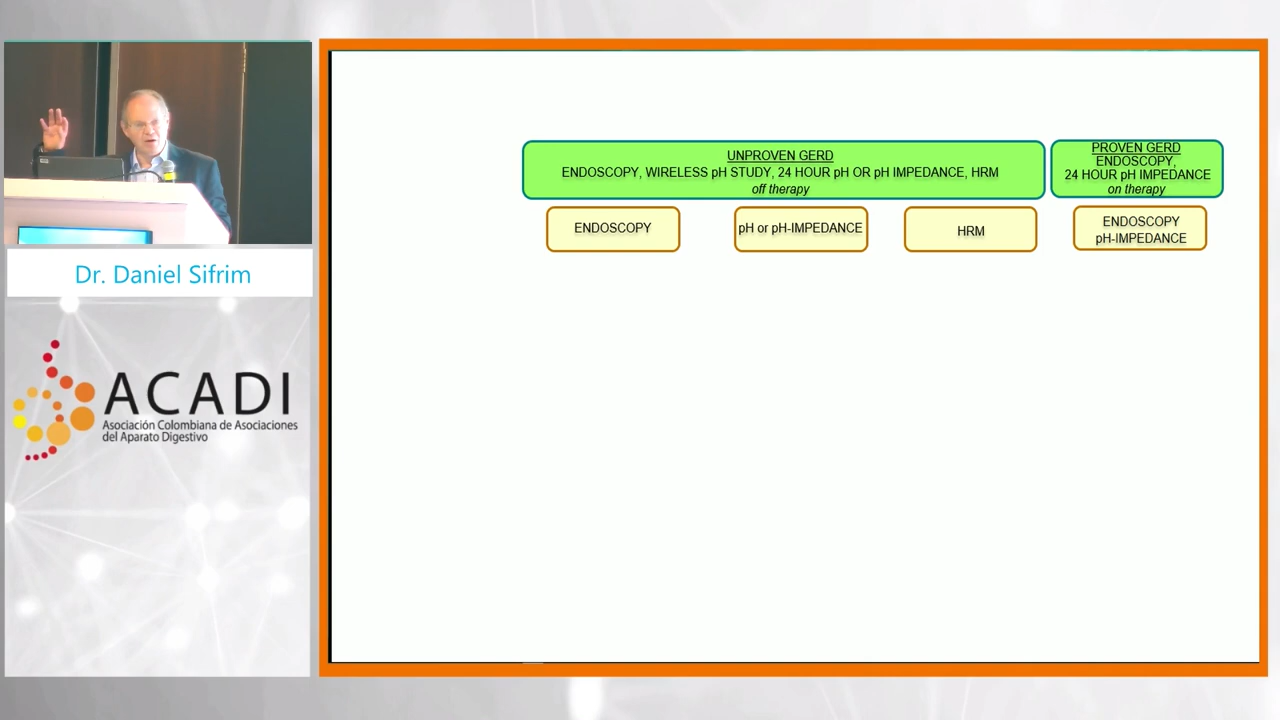 UNPROVEN GERD
ENDOSCOPY, WIRELESS pH STUDY, 24 HOUR pH OR pH IMPEDANCE, HRM
off therapy
PROVEN GERD
ENDOSCOPY,
24 HOUR pH IMPEDANCE
on therapy
ENDOSCOPY
pH or pH-IMPEDANCE
HRM
ENDOSCOPY
pH-IMPEDANCE
Dr. Daniel Sifrim
ACADI
Asociación Colombiana de Asociaciones
del Aparato Digestivo